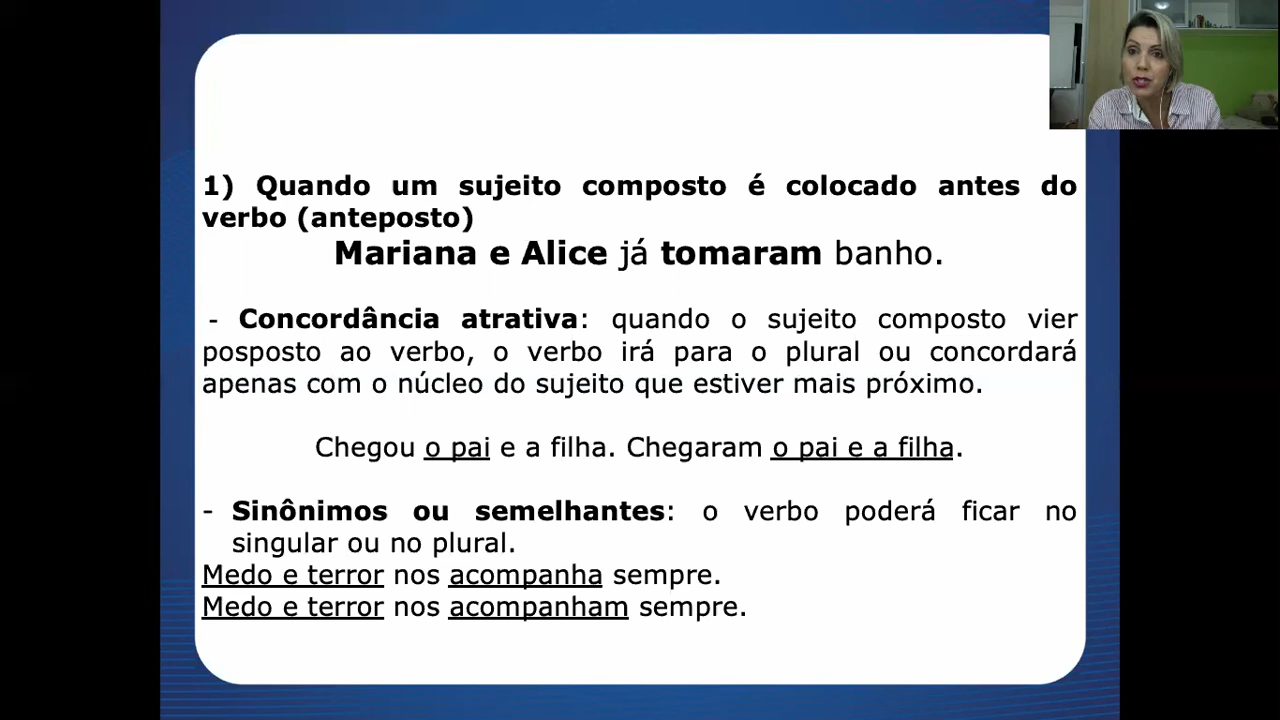 1) Quando um sujeito composto é colocado antes do
verbo (anteposto)
Mariana e Alice já tomaram banho.
- Concordância atrativa: quando o sujeito composto vier
posposto ao verbo, o verbo irá para o plural ou concordará
apenas com o núcleo do sujeito que estiver mais próximo.
Chegou o pai e a filha. Chegaram o pai e a filha.
- Sinônimos ou semelhantes: o verbo poderá ficar no
singular ou no plural.
Medo e terror nos acompanha sempre.
Medo e terror nos acompanham sempre.